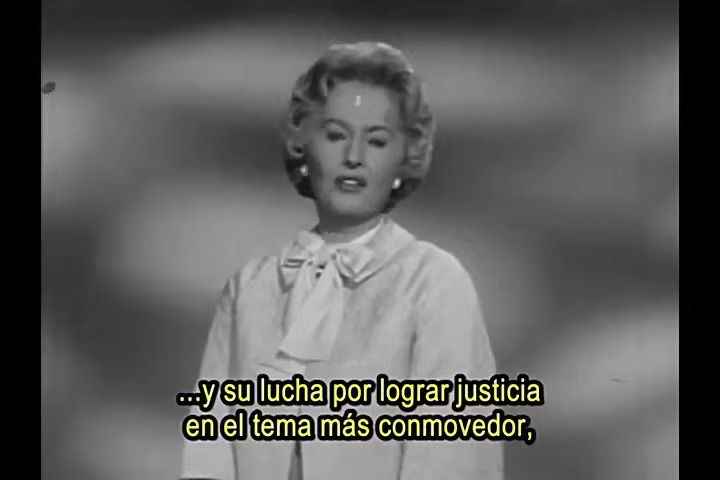 ...y su lucha por lograr justicia
en el tema más conmovedor,